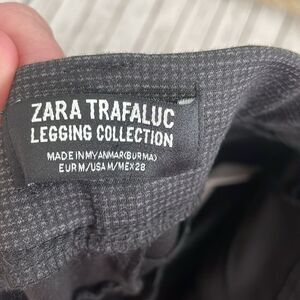 ZARA TRAFALUC
LEGGING COLLECTION
MADE IN MYANMAR(BURMA)
EUR M/USA M/MEX 28